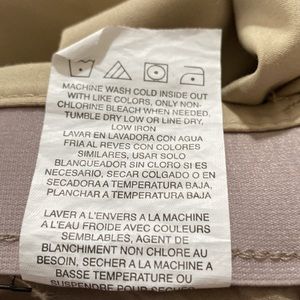 MACHINE WASH COLD INSIDE OUT
WITH LIKE COLORS, ONLY NON-
CHLORINE BLEACH WHEN NEEDED,
TUMBLE DRY LOW OR LINE DRY,
LOW IRON
LAVAR EN LAVADORA CON AGUA
FRIA AL REVES CON COLORES
SIMILARES, USAR SOLO
BLANQUEADOR SIN CLORO SI ES
NECESARIO, SECAR COLGADO O EN
SECADORA A TEMPERATURA BAJA,
PLANCHAR A TEMPERATURA BAJA
LAVER A L'ENVERS A LA MACHINE
A L'EAU FROIDE AVEC COULEURS
SEMBLABLES, AGENT DE
BLANCHIMENT NON CHLORE AU
BESOIN, SECHER A LA MACHINE A
BASSE TEMPERATURE OU
SUSPENDRE POUR SECHER